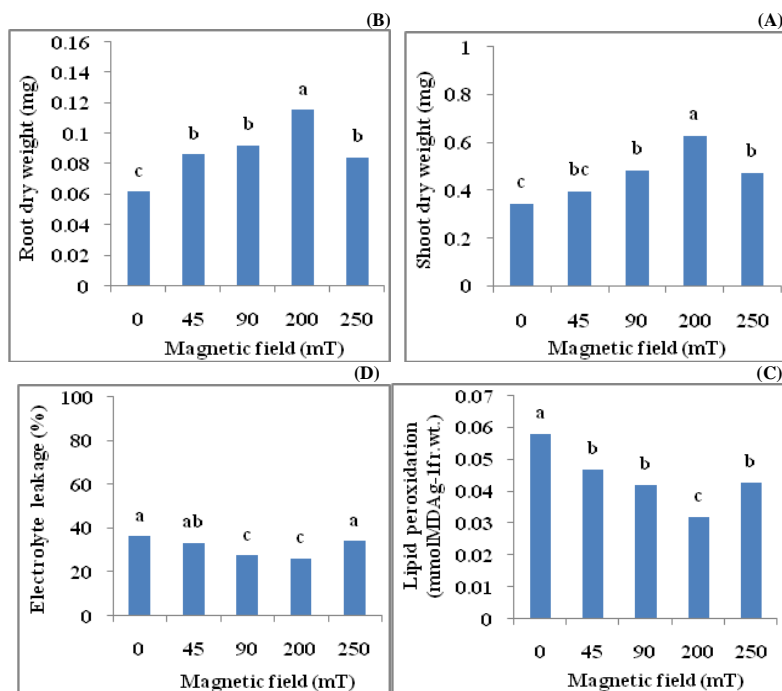 (B)
Root dry weight (mg)
0.16
0.14
0.12
0.1
0.08
0.06
0.04
0.02
0
c
b
b
a
b
0 45 90 200 250
Magnetic field (mT)
(A)
Shoot dry weight (mg)
1
0.8
0.6
0.4
0.2
0
c
bc
b
a
b
0 45 90 200 250
Magnetic field (mT)
(D)
Electrolyte leakage (%)
100
80
60
40
20
0
a
ab
c
c
a
0 45 90 200 250
Magnetic field (mT)
(C)
Lipid peroxidation
(mmolMDAg-1fr.wt.)
0.07
0.06
0.05
0.04
0.03
0.02
0.01
0
a
b
b
c
b
0 45 90 200 250
Magnetic field (mT)